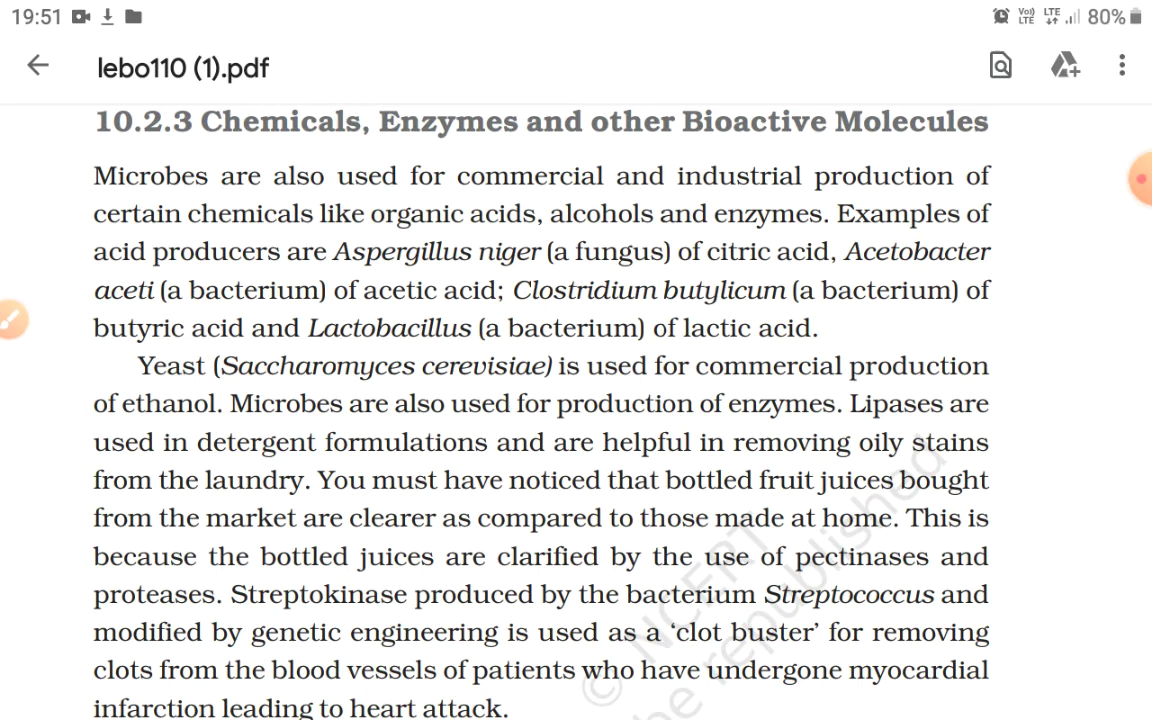 19:51 Vo) LTE LTE 80%
lebo110 (1).pdf
10.2.3 Chemicals, Enzymes and other Bioactive Molecules
Microbes are also used for commercial and industrial production of
certain chemicals like organic acids, alcohols and enzymes. Examples of
acid producers are Aspergillus niger (a fungus) of citric acid, Acetobacter
aceti (a bacterium) of acetic acid; Clostridium butylicum (a bacterium) of
butyric acid and Lactobacillus (a bacterium) of lactic acid.
Yeast (Saccharomyces cerevisiae) is used for commercial production
of ethanol. Microbes are also used for production of enzymes. Lipases are
used in detergent formulations and are helpful in removing oily stains
from the laundry. You must have noticed that bottled fruit juices bought
from the market are clearer as compared to those made at home. This is
because the bottled juices are clarified by the use of pectinases and
proteases. Streptokinase produced by the bacterium Streptococcus and
modified by genetic engineering is used as a ‘clot buster’ for removing
clots from the blood vessels of patients who have undergone myocardial
infarction leading to heart attack.
© NCERT
be republished